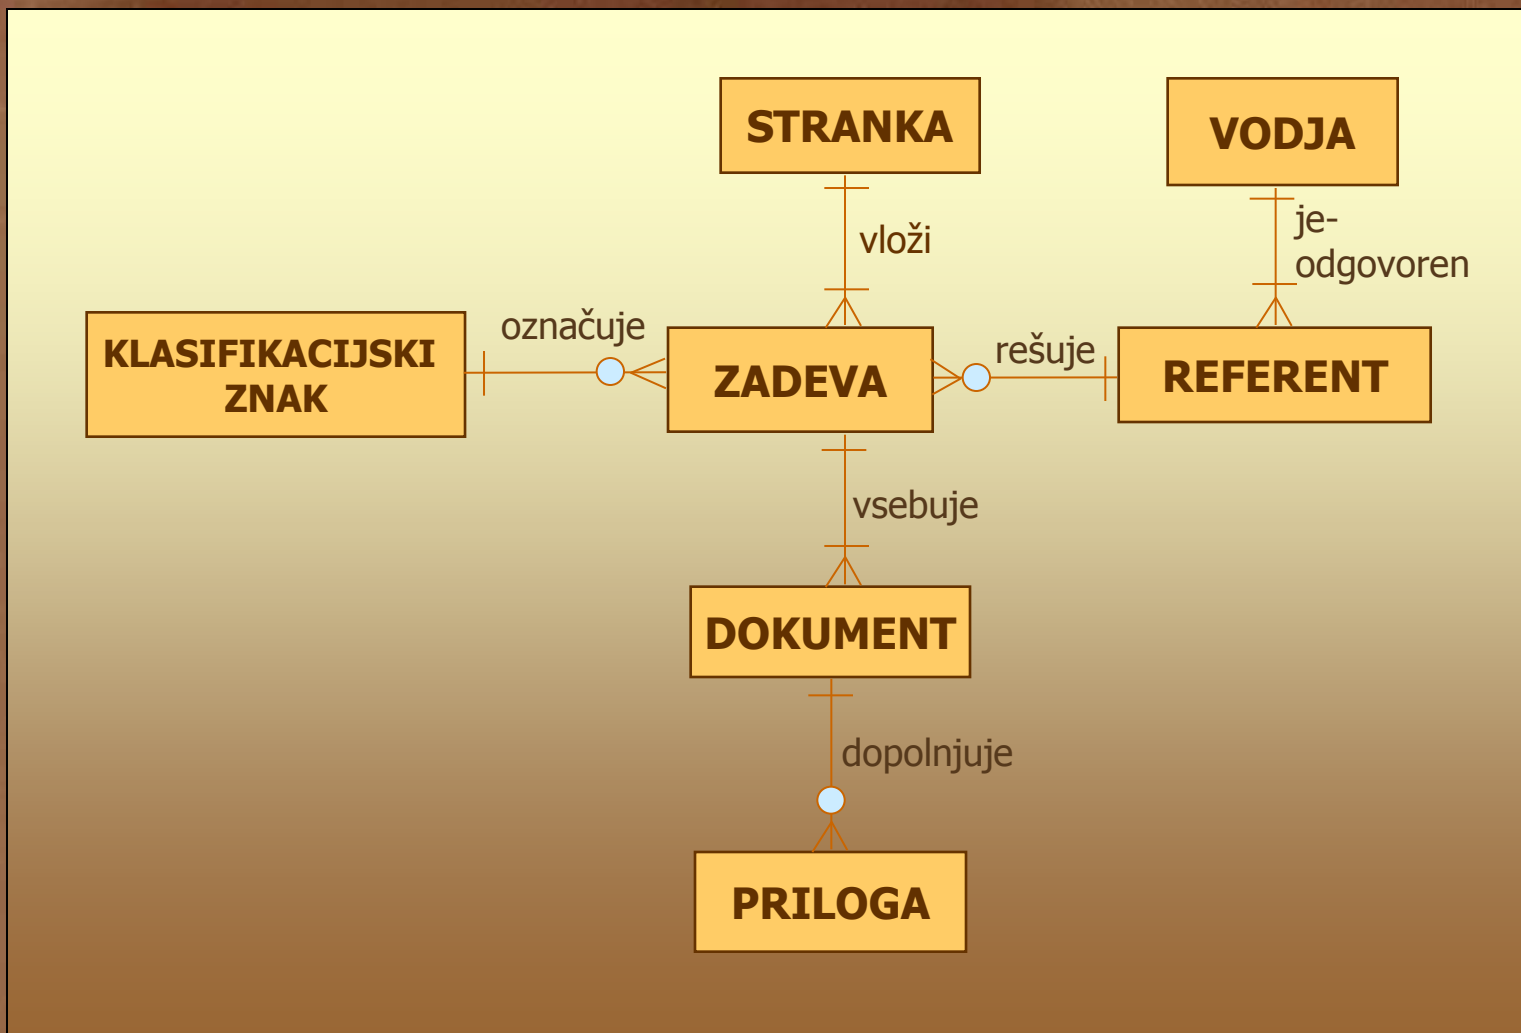 STRANKA
VODJA
vloži
je-
odgovoren
KLASIFIKACIJSKI
ZNAK
označuje
ZADEVA
rešuje
REFERENT
vsebuje
DOKUMENT
dopolnjuje
PRILOGA